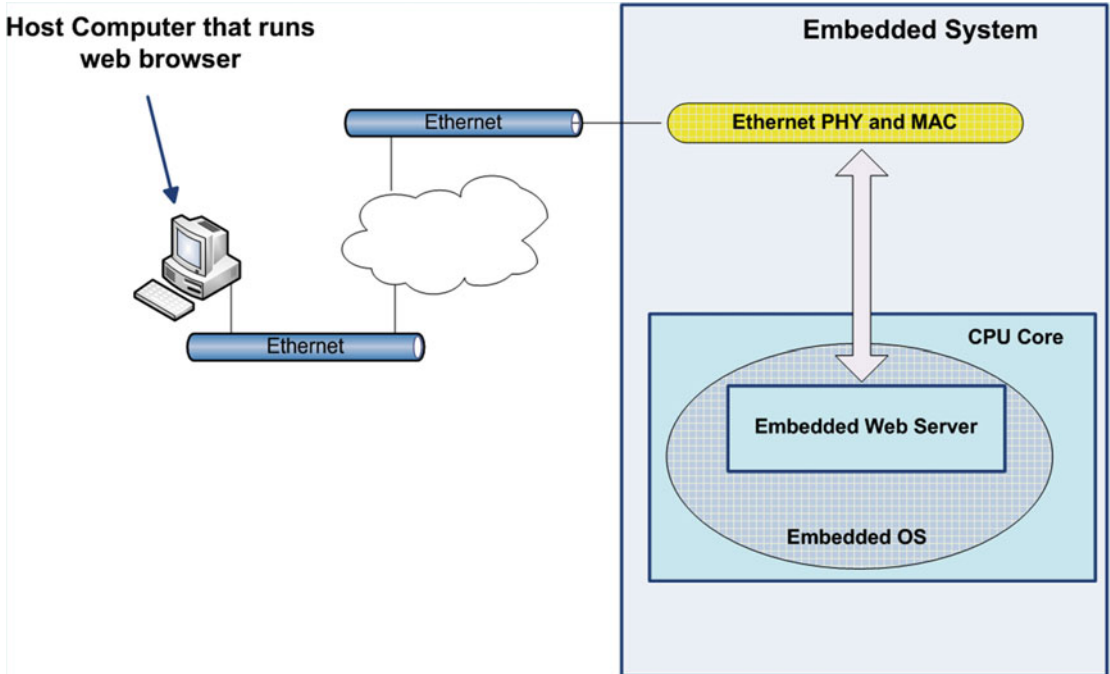 Host Computer that runs
web browser
Embedded System
Ethernet
Ethernet PHY and MAC
Ethernet
CPU Core
Embedded Web Server
Embedded OS